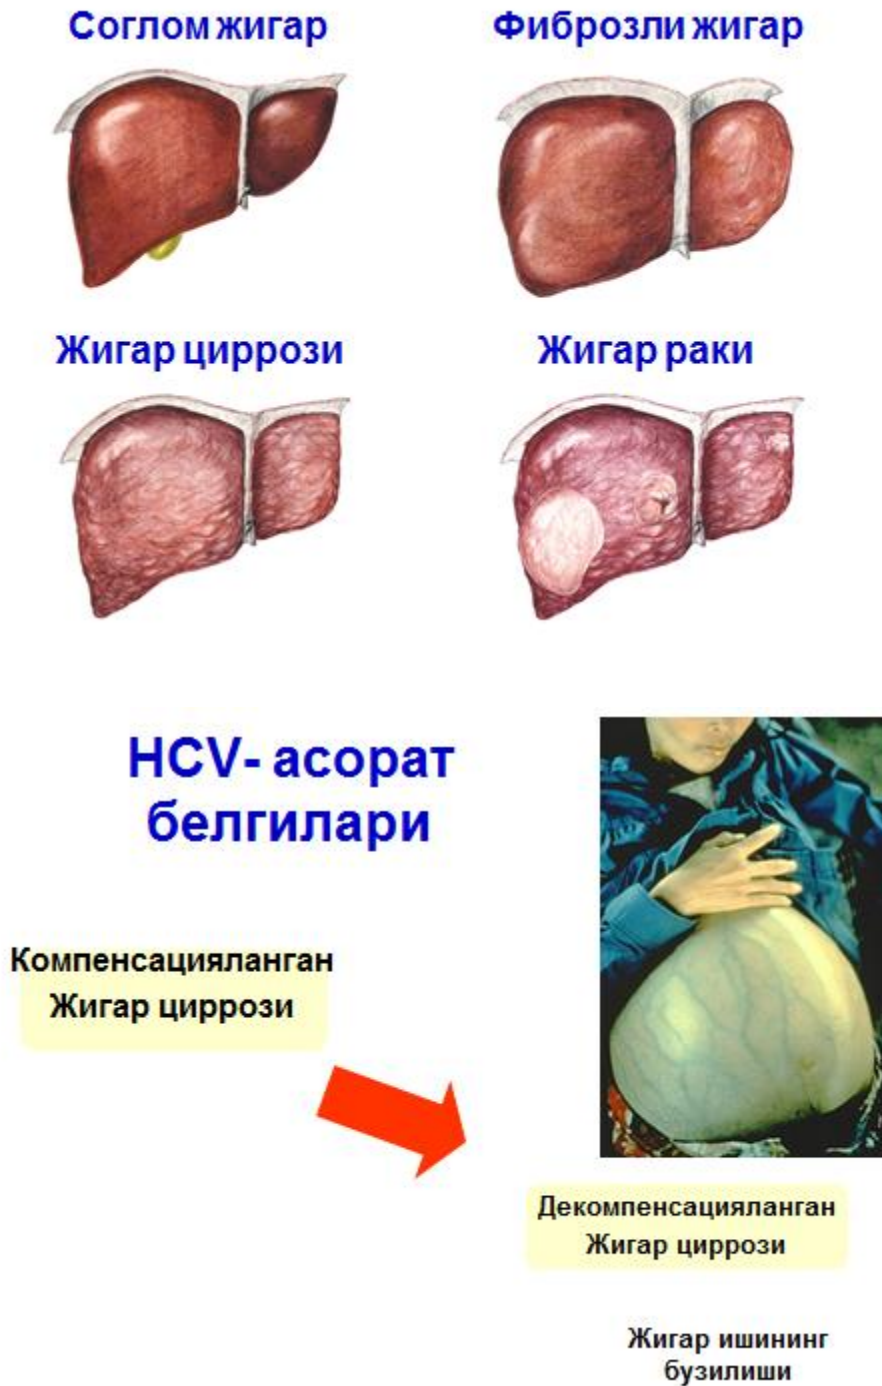 Соглом жигар
Фиброзли жигар
Жигар циррози
Жигар раки
HCV- асорат
белгилари
Компенсацияланган
Жигар циррози
Декомпенсацияланган
Жигар циррози
Жигар ишининг
бузилиши